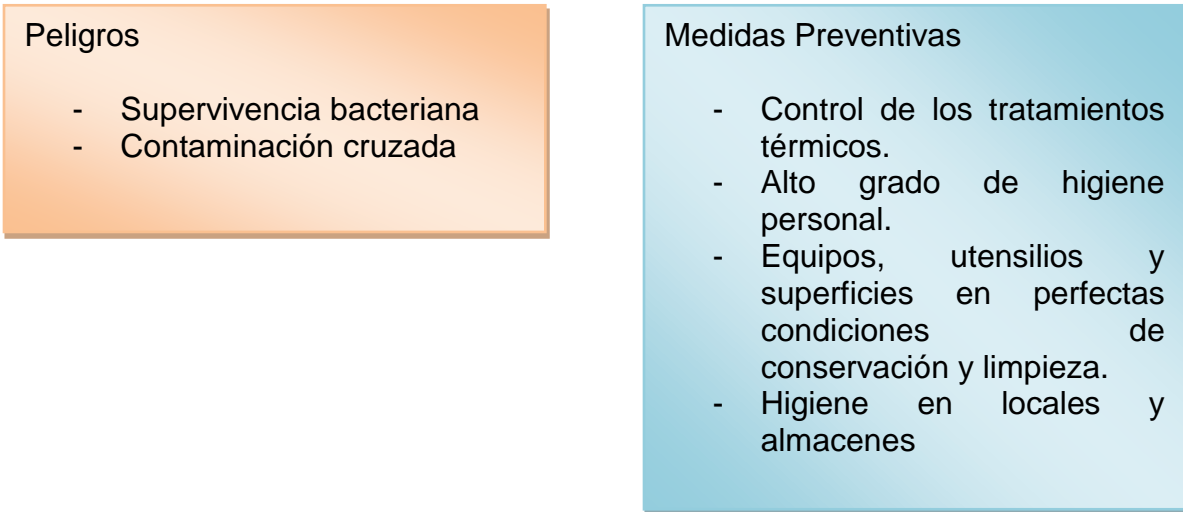 Peligros
- Supervivencia bacteriana
- Contaminación cruzada
Medidas Preventivas
- Control de los tratamientos
térmicos.
- Alto grado de higiene
personal.
- Equipos, utensilios y
superficies en perfectas
condiciones de
conservación y limpieza.
- Higiene en locales y
almacenes